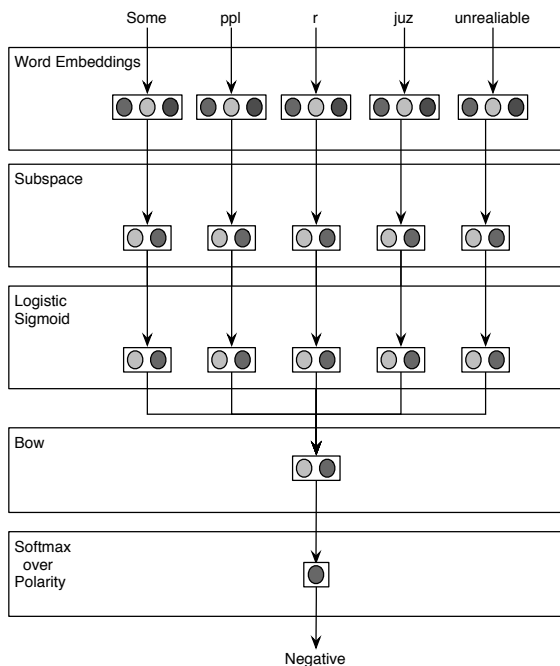 Some ppl r juz unrealiable
Word Embeddings
Subspace
Logistic
Sigmoid
Bow
Softmax
over
Polarity
Negative